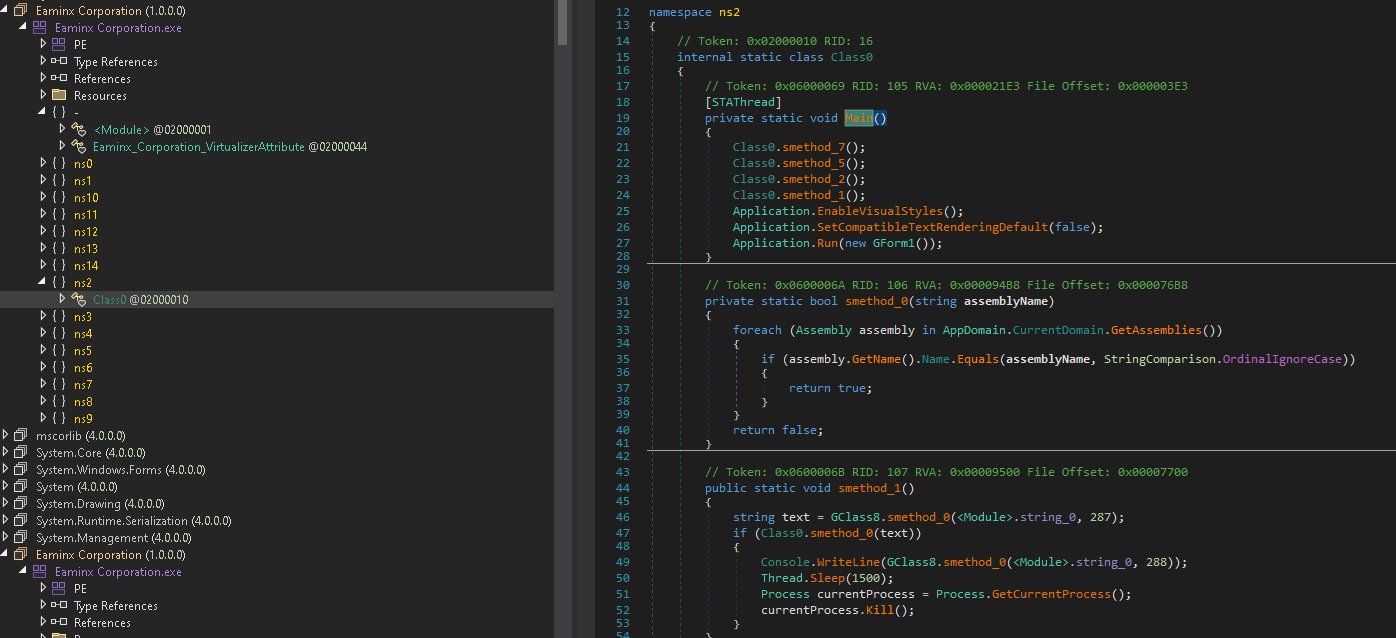 Eaminx Corporation (1.0.0.0)
Eaminx Corporation.exe
PE
Type References
References
Resources
{ } -
<Module> @02000001
Eaminx_Corporation_VirtualizerAttribute @02000044
{ } ns0
{ } ns1
{ } ns10
{ } ns11
{ } ns12
{ } ns13
{ } ns14
{ } ns2
Class0 @02000010
{ } ns3
{ } ns4
{ } ns5
{ } ns6
{ } ns7
{ } ns8
{ } ns9
mscorlib (4.0.0.0)
System.Core (4.0.0.0)
System.Windows.Forms (4.0.0.0)
System (4.0.0.0)
System.Drawing (4.0.0.0)
System.Runtime.Serialization (4.0.0.0)
System.Management (4.0.0.0)
Eaminx Corporation (1.0.0.0)
Eaminx Corporation.exe
PE
Type References
References
12 namespace ns2
13 {
14 // Token: 0x02000010 RID: 16
15 internal static class Class0
16 {
17 // Token: 0x06000069 RID: 105 RVA: 0x000021E3 File Offset: 0x000003E3
18 [STAThread]
19 private static void Main()
20 {
21 Class0.smethod_7();
22 Class0.smethod_5();
23 Class0.smethod_2();
24 Class0.smethod_1();
25 Application.EnableVisualStyles();
26 Application.SetCompatibleTextRenderingDefault(false);
27 Application.Run(new GForm1());
28 }
29
30 // Token: 0x0600006A RID: 106 RVA: 0x000094B8 File Offset: 0x000076B8
31 private static bool smethod_0(string assemblyName)
32 {
33 foreach (Assembly assembly in AppDomain.CurrentDomain.GetAssemblies())
34 {
35 if (assembly.GetName().Name.Equals(assemblyName, StringComparison.OrdinalIgnoreCase))
36 {
37 return true;
38 }
39 }
40 return false;
41 }
42
43 // Token: 0x0600006B RID: 107 RVA: 0x00009500 File Offset: 0x00007700
44 public static void smethod_1()
45 {
46 string text = GClass8.smethod_0(<Module>.string_0, 287);
47 if (Class0.smethod_0(text))
48 {
49 Console.WriteLine(GClass8.smethod_0(<Module>.string_0, 288));
50 Thread.Sleep(1500);
51 Process currentProcess = Process.GetCurrentProcess();
52 currentProcess.Kill();
53 }
54 }